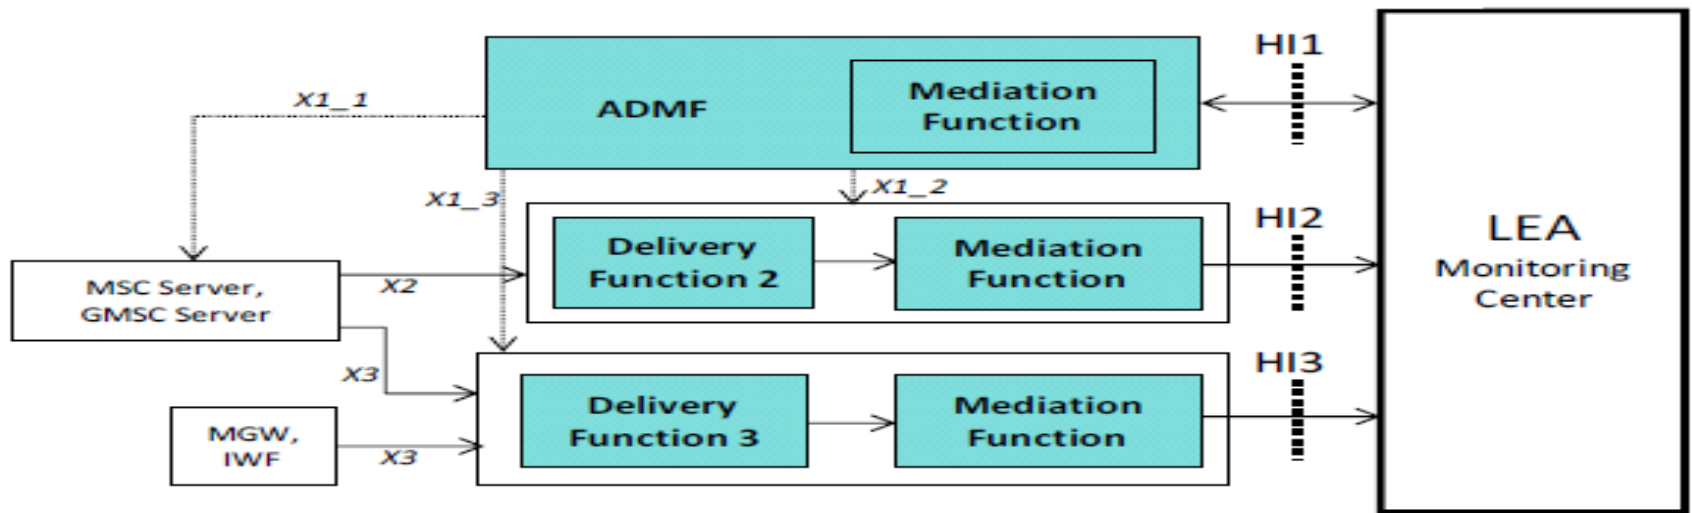 HI1
X1_1
ADMF
Mediation
Function
X1_3
X1_2
HI2
Delivery
Function 2
Mediation
Function
LEA
Monitoring
Center
MSC Server,
GMSC Server
X2
X3
HI3
Delivery
Function 3
Mediation
Function
MGW,
IWF
X3